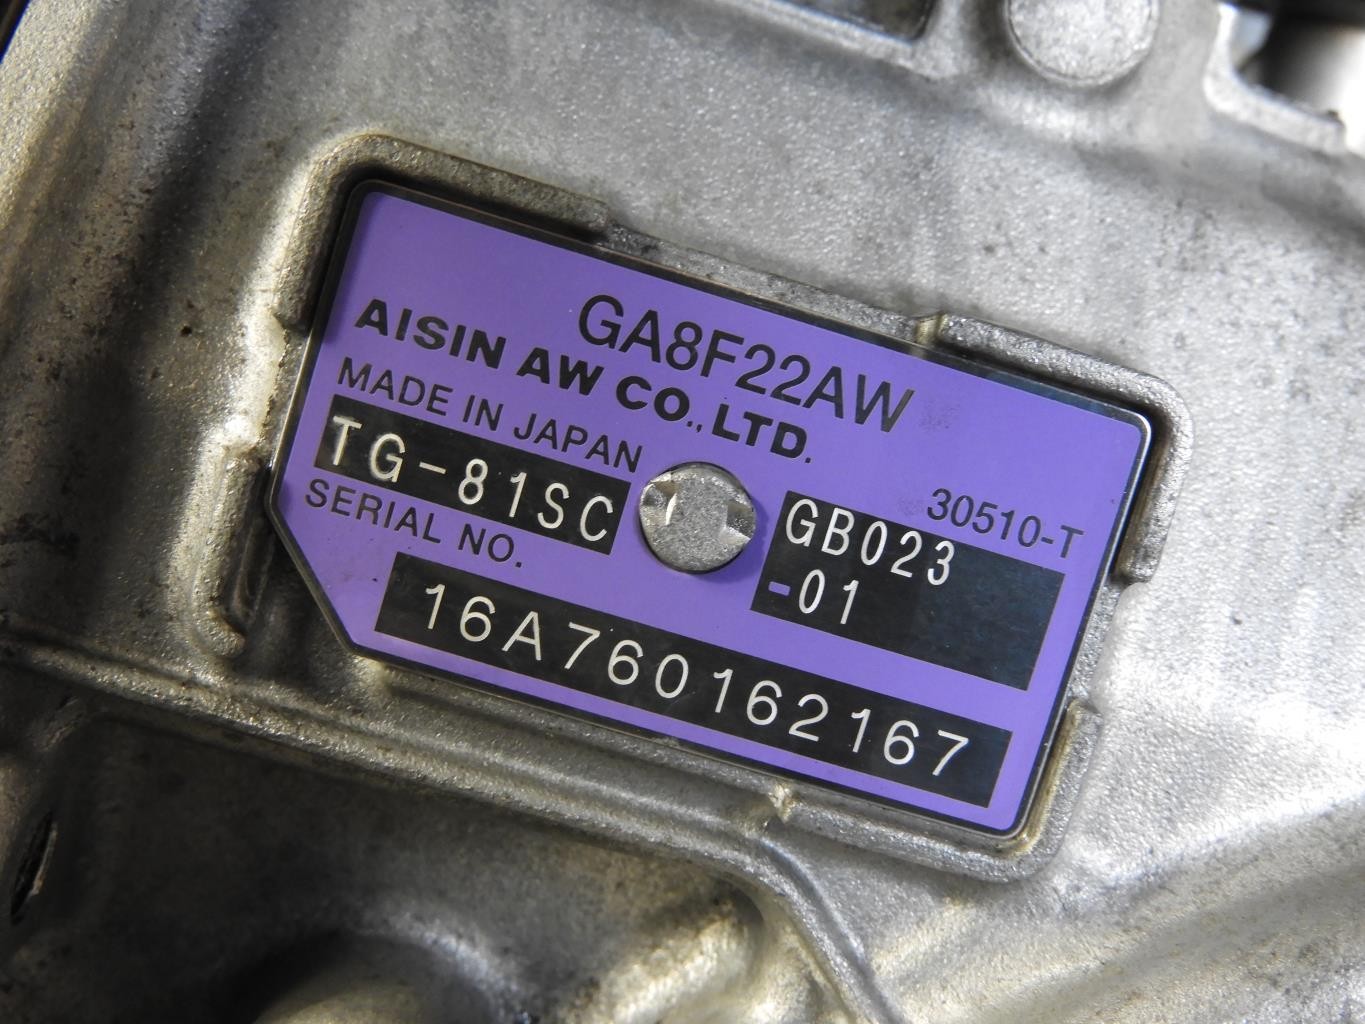 GA8F22AW
AISIN AW CO., LTD.
MADE IN JAPAN
30510-T
TG-81SC
GB023
-01
SERIAL NO.
16A760162167